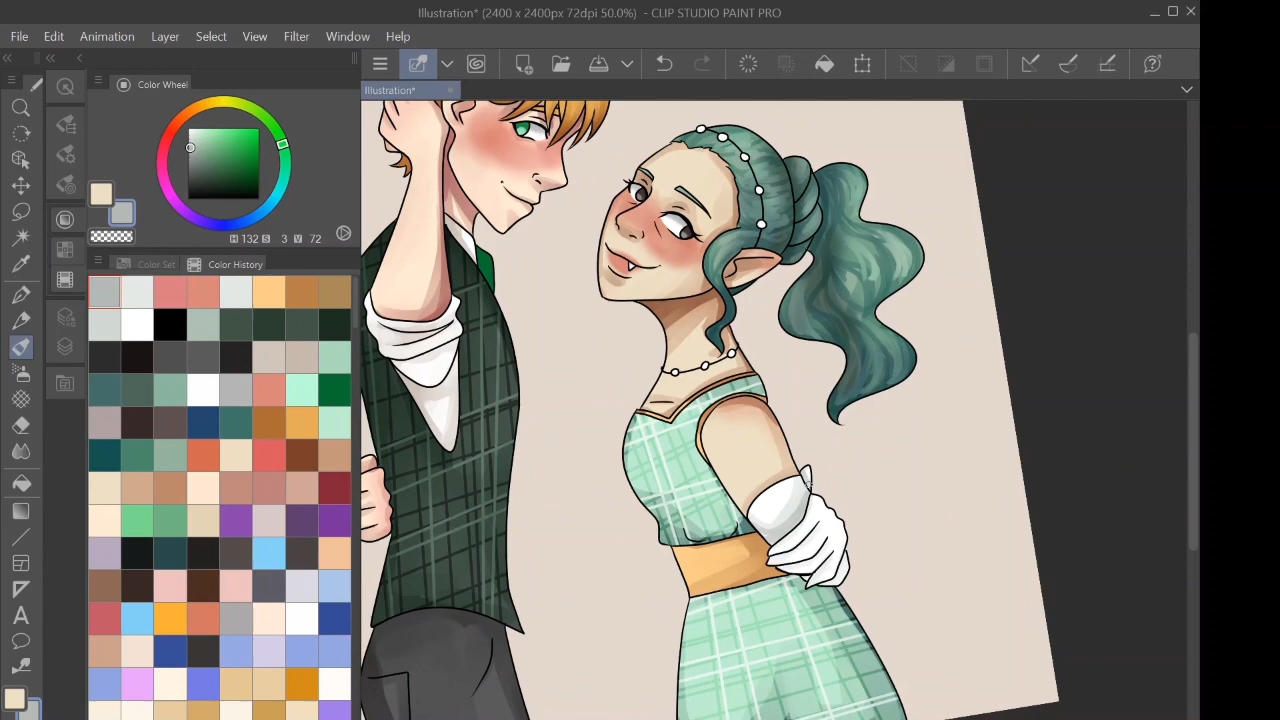 Illustration* (2400 x 2400px 72dpi 50.0%)  - CLIP STUDIO PAINT PRO
File Edit Animation Layer Select View Filter Window Help
Color Wheel
Illustration*
H 132 S 3 V 72
Color Set Color History
A